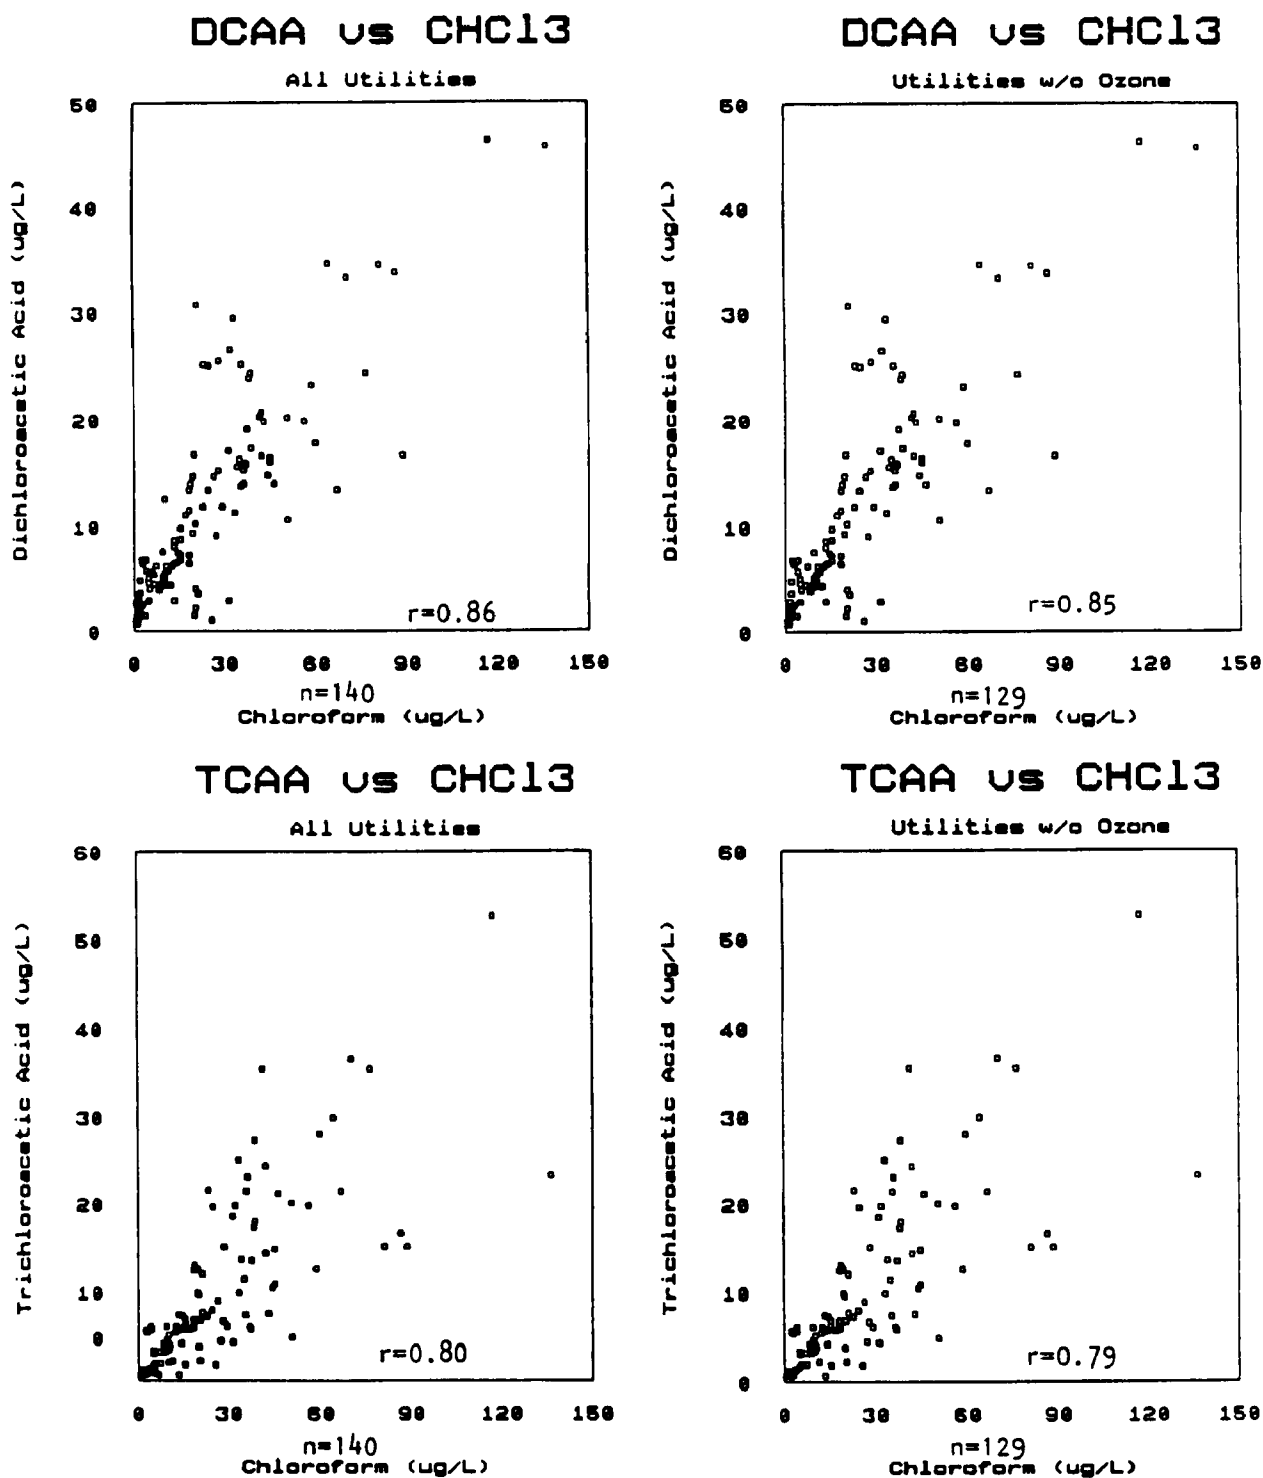 DCAA vs CHCl3
All Utilities
Dichloroacetic Acid (ug/L)
50
40
30
20
10
0
r=0.86
0 30 60 90 120 150
n=140
Chloroform (ug/L)
DCAA vs CHCl3
Utilities w/o Ozone
Dichloroacetic Acid (ug/L)
50
40
30
20
10
0
r=0.85
0 30 60 90 120 150
n=129
Chloroform (ug/L)
TCAA vs CHCl3
All Utilities
Trichloroacetic Acid (ug/L)
60
50
40
30
20
10
0
r=0.80
0 30 60 90 120 150
n=140
Chloroform (ug/L)
TCAA vs CHCl3
Utilities w/o Ozone
Trichloroacetic Acid (ug/L)
60
50
40
30
20
10
0
r=0.79
0 30 60 90 120 150
n=129
Chloroform (ug/L)